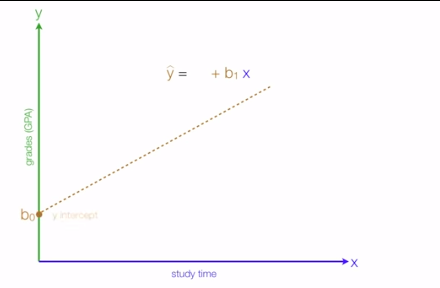 y
ŷ = + b₁ x
grades (GPA)
b₀ y intercept
x
study time